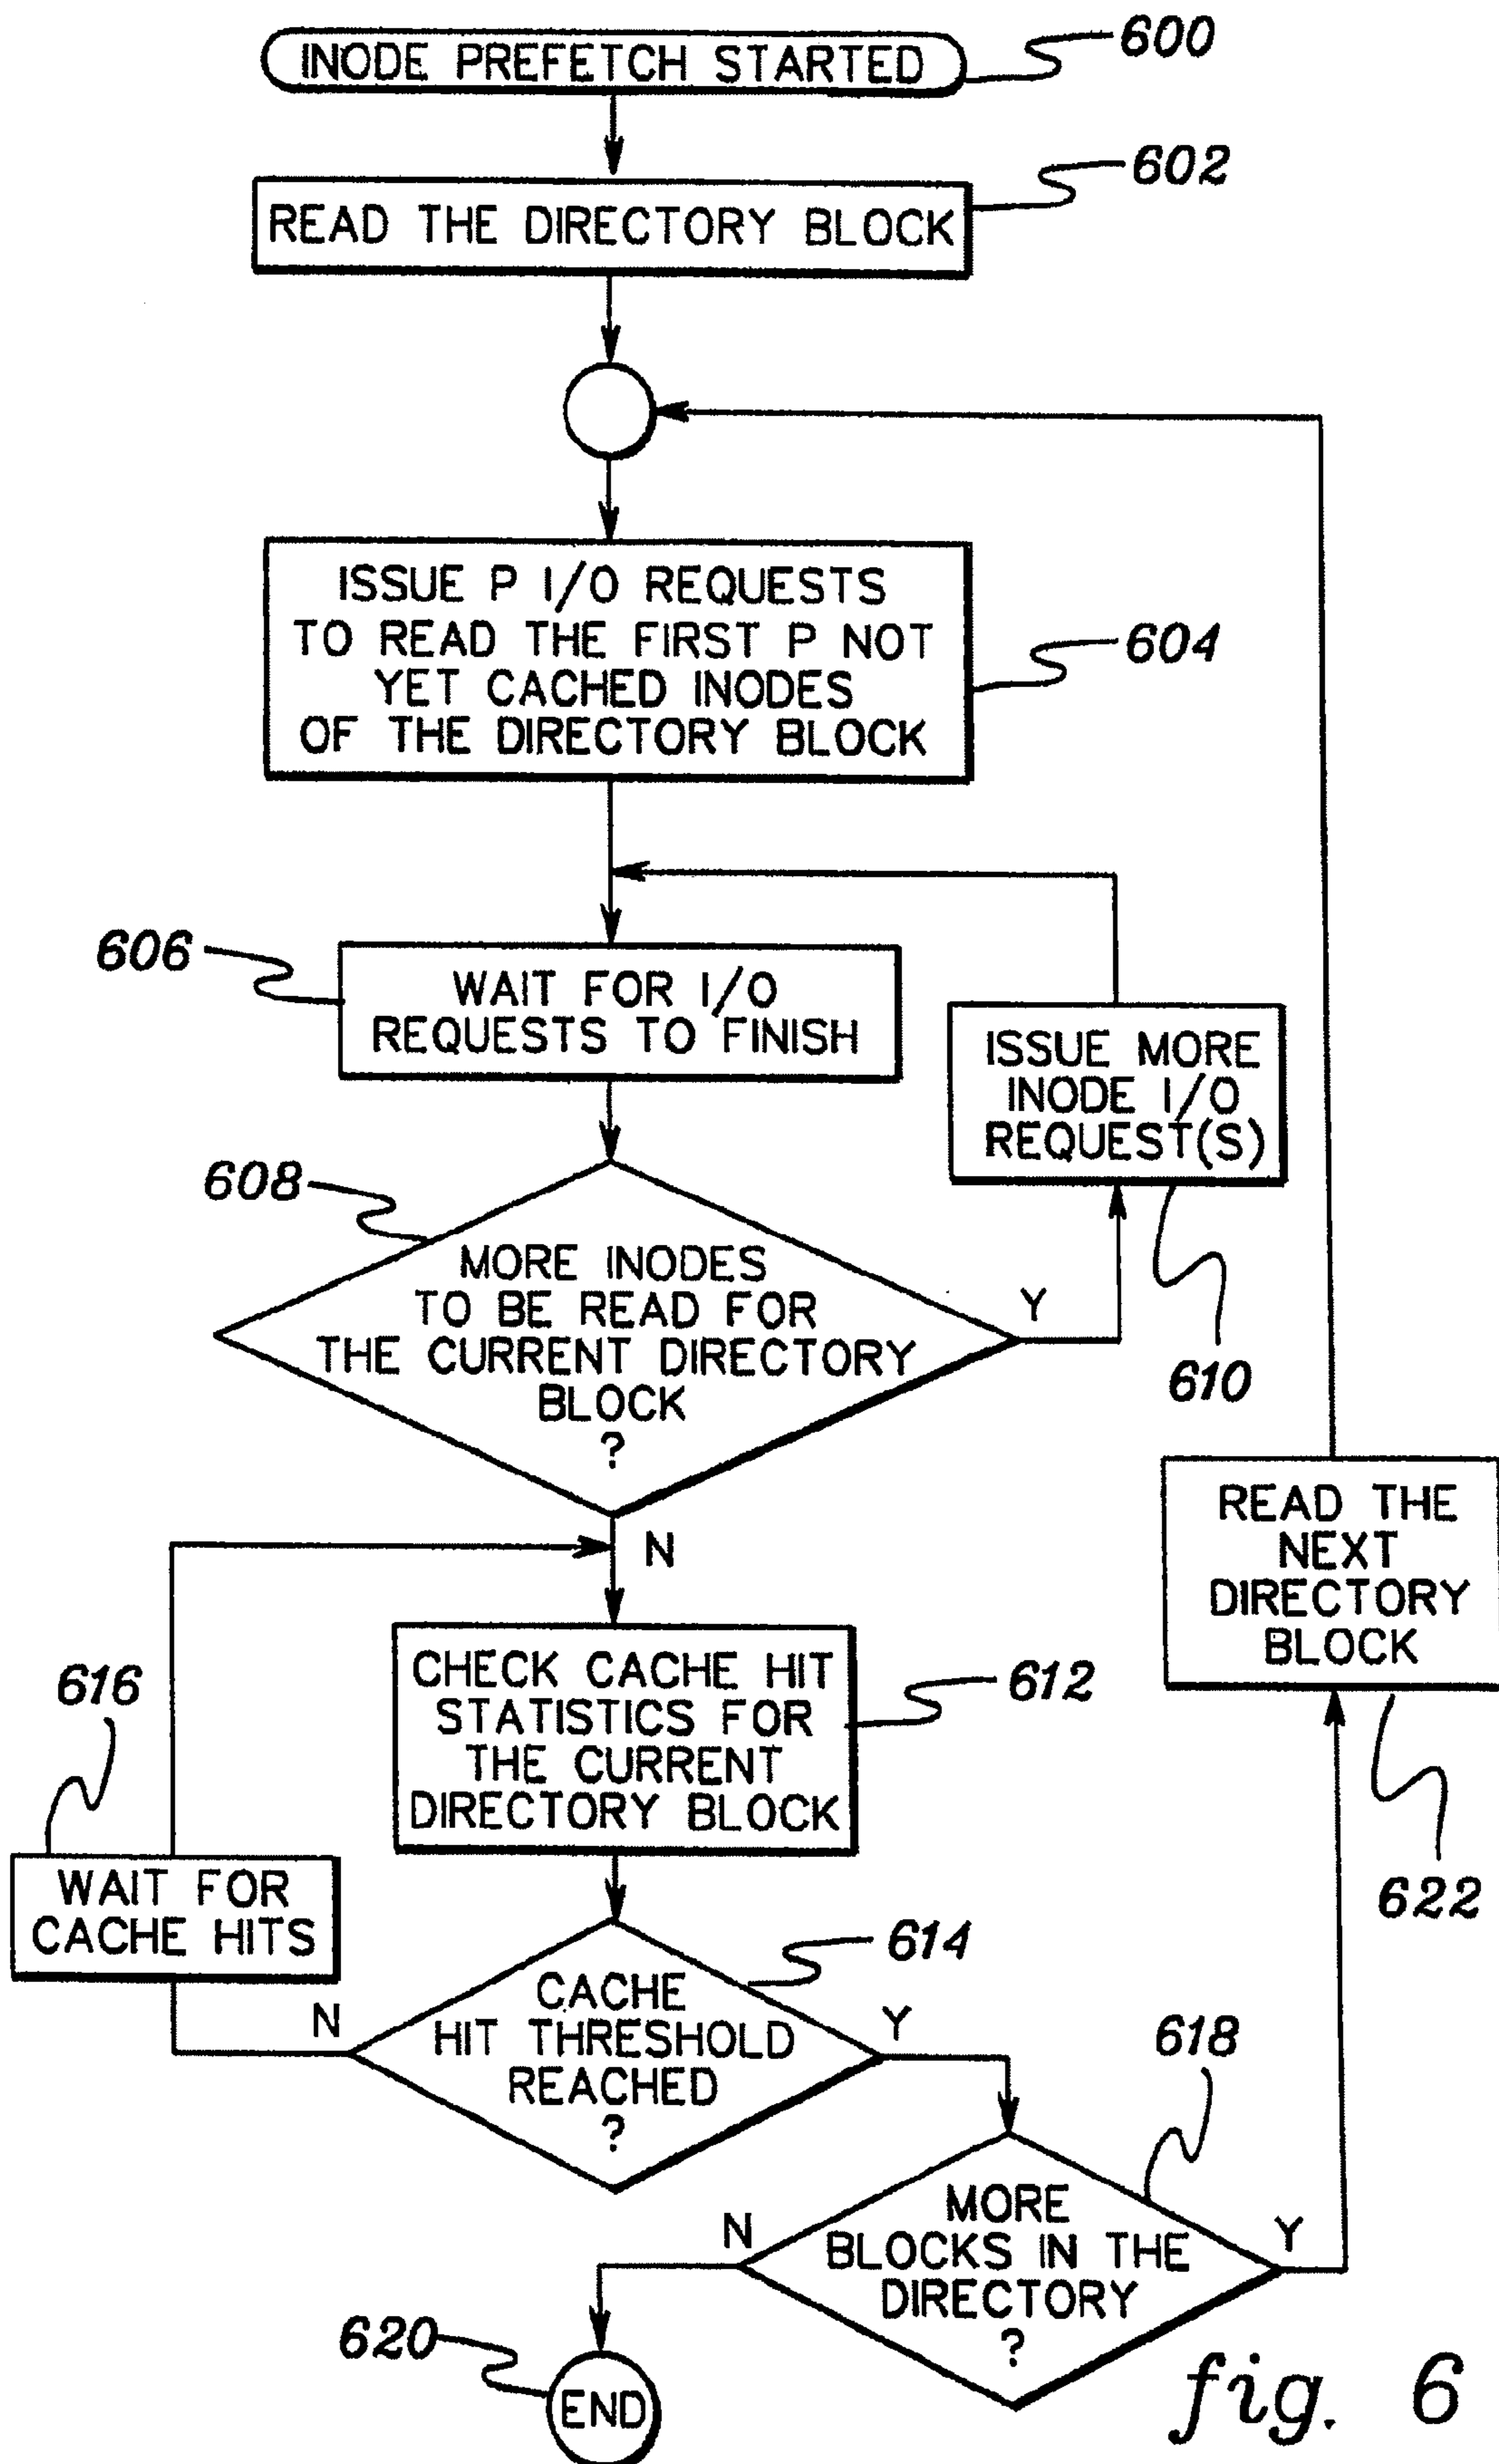 INODE PREFETCH STARTED
600
READ THE DIRECTORY BLOCK
602
ISSUE P I/O REQUESTS
TO READ THE FIRST P NOT
YET CACHED INODES
OF THE DIRECTORY BLOCK
604
606
WAIT FOR I/O
REQUESTS TO FINISH
ISSUE MORE
INODE I/O
REQUEST(S)
610
608
MORE INODES
TO BE READ FOR
THE CURRENT DIRECTORY
BLOCK
?
Y
N
READ THE
NEXT
DIRECTORY
BLOCK
622
CHECK CACHE HIT
STATISTICS FOR
THE CURRENT
DIRECTORY BLOCK
612
616
WAIT FOR
CACHE HITS
N
CACHE
HIT THRESHOLD
REACHED
?
614
Y
618
N
MORE
BLOCKS IN THE
DIRECTORY
?
Y
620
END
fig. 6